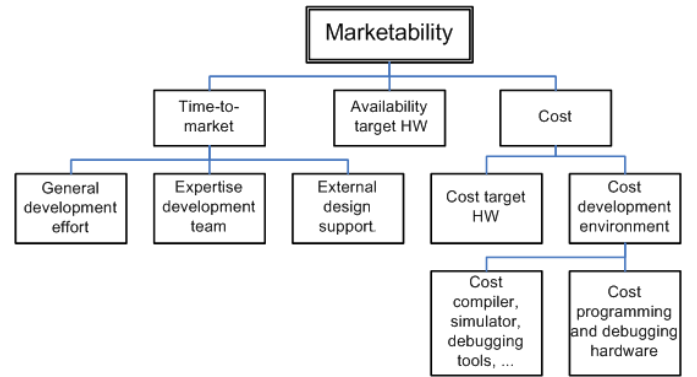 Marketability
Time-to-
market
Availability
target HW
Cost
General
development
effort
Expertise
development
team
External
design
support.
Cost target
HW
Cost
development
environment
Cost
compiler,
simulator,
debugging
tools, ...
Cost
programming
and debugging
hardware